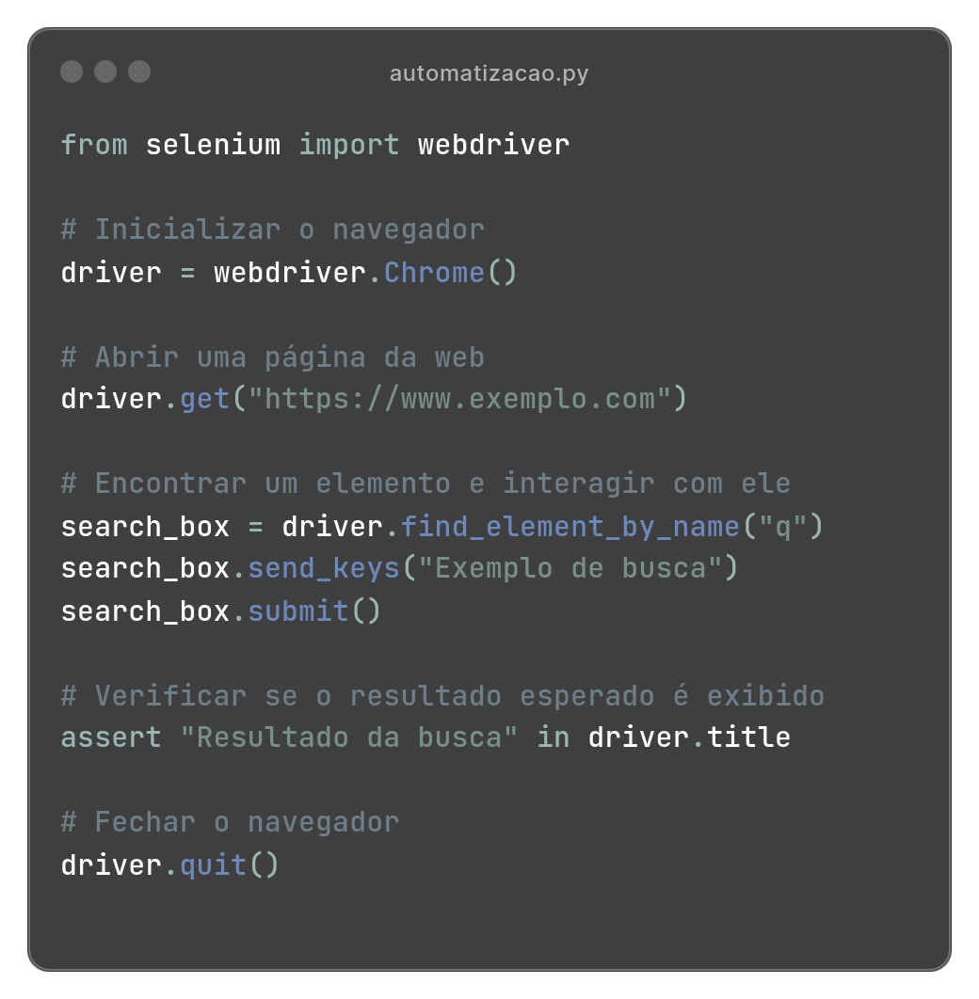 automatizacao.py
from selenium import webdriver
# Inicializar o navegador
driver = webdriver.Chrome()
# Abrir uma página da web
driver.get("https://www.exemplo.com")
# Encontrar um elemento e interagir com ele
search_box = driver.find_element_by_name("q")
search_box.send_keys("Exemplo de busca")
search_box.submit()
# Verificar se o resultado esperado é exibido
assert "Resultado da busca" in driver.title
# Fechar o navegador
driver.quit()